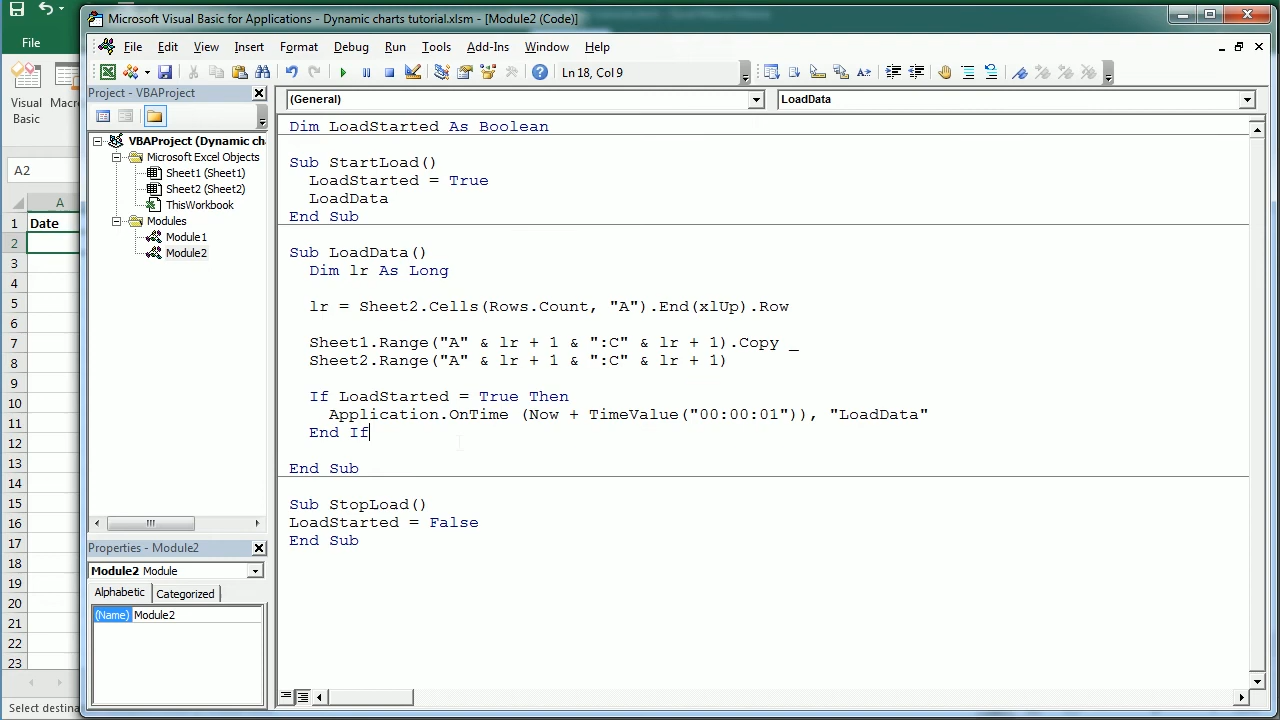 Microsoft Visual Basic for Applications - Dynamic charts tutorial.xlsm - [Module2 (Code)]
File
File Edit View Insert Format Debug Run Tools Add-Ins Window Help
Ln 18, Col 9
Visual Basic
Macro
Project - VBAProject
(General)
LoadData
VBAProject (Dynamic cha
Microsoft Excel Objects
Sheet1 (Sheet1)
Sheet2 (Sheet2)
ThisWorkbook
Modules
Module1
Module2
A2
A
1 Date
2
3
4
5
6
7
8
9
10
11
12
13
14
15
16
17
18
19
20
21
22
23
Dim LoadStarted As Boolean
Sub StartLoad()
LoadStarted = True
LoadData
End Sub
Sub LoadData()
Dim lr As Long
lr = Sheet2.Cells(Rows.Count, "A").End(xlUp).Row
Sheet1.Range("A" & lr + 1 & ":C" & lr + 1).Copy _
Sheet2.Range("A" & lr + 1 & ":C" & lr + 1)
If LoadStarted = True Then
Application.OnTime (Now + TimeValue("00:00:01")), "LoadData"
End If
End Sub
Sub StopLoad()
LoadStarted = False
End Sub
Properties - Module2
Module2 Module
Alphabetic Categorized
(Name) Module2
Select destina